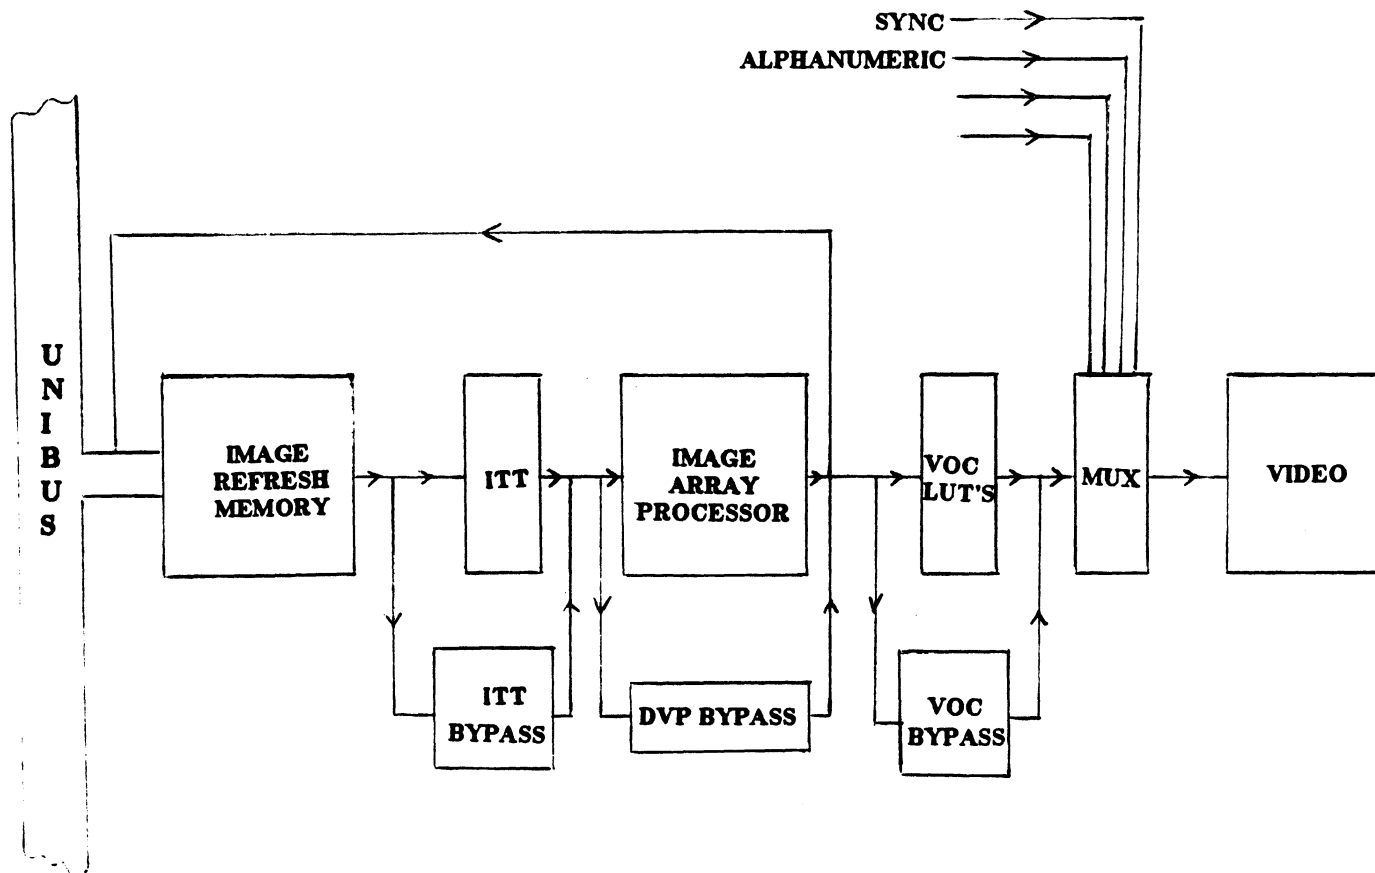 SYNC
ALPHANUMERIC
UNIBUS
IMAGE
REFRESH
MEMORY
ITT
IMAGE
ARRAY
PROCESSOR
VOC
LUT'S
MUX
VIDEO
ITT
BYPASS
DVP BYPASS
VOC
BYPASS